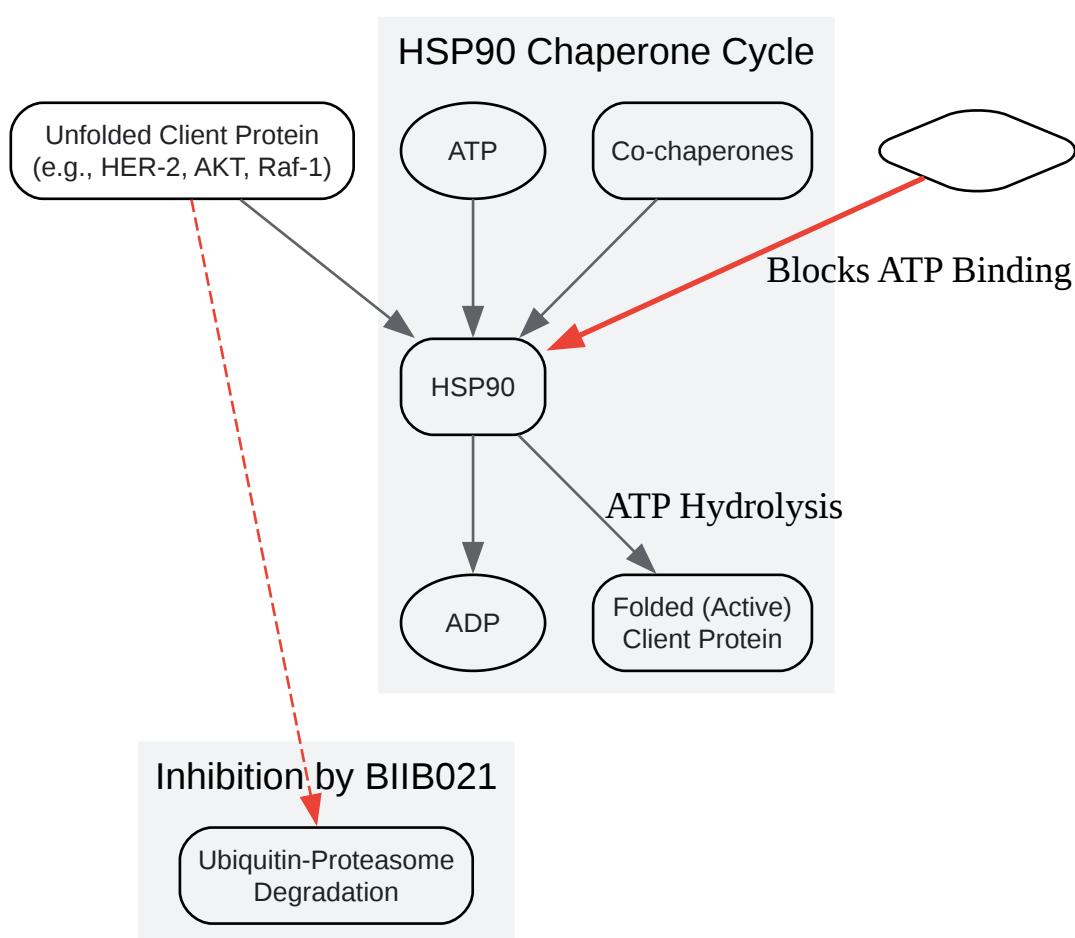 HSP90 Chaperone Cycle
Unfolded Client Protein
(e.g., HER-2, AKT, Raf-1)
ATP
Co-chaperones
Blocks ATP Binding
HSP90
ATP Hydrolysis
ADP
Folded (Active)
Client Protein
Inhibition by BIIB021
Ubiquitin-Proteasome
Degradation